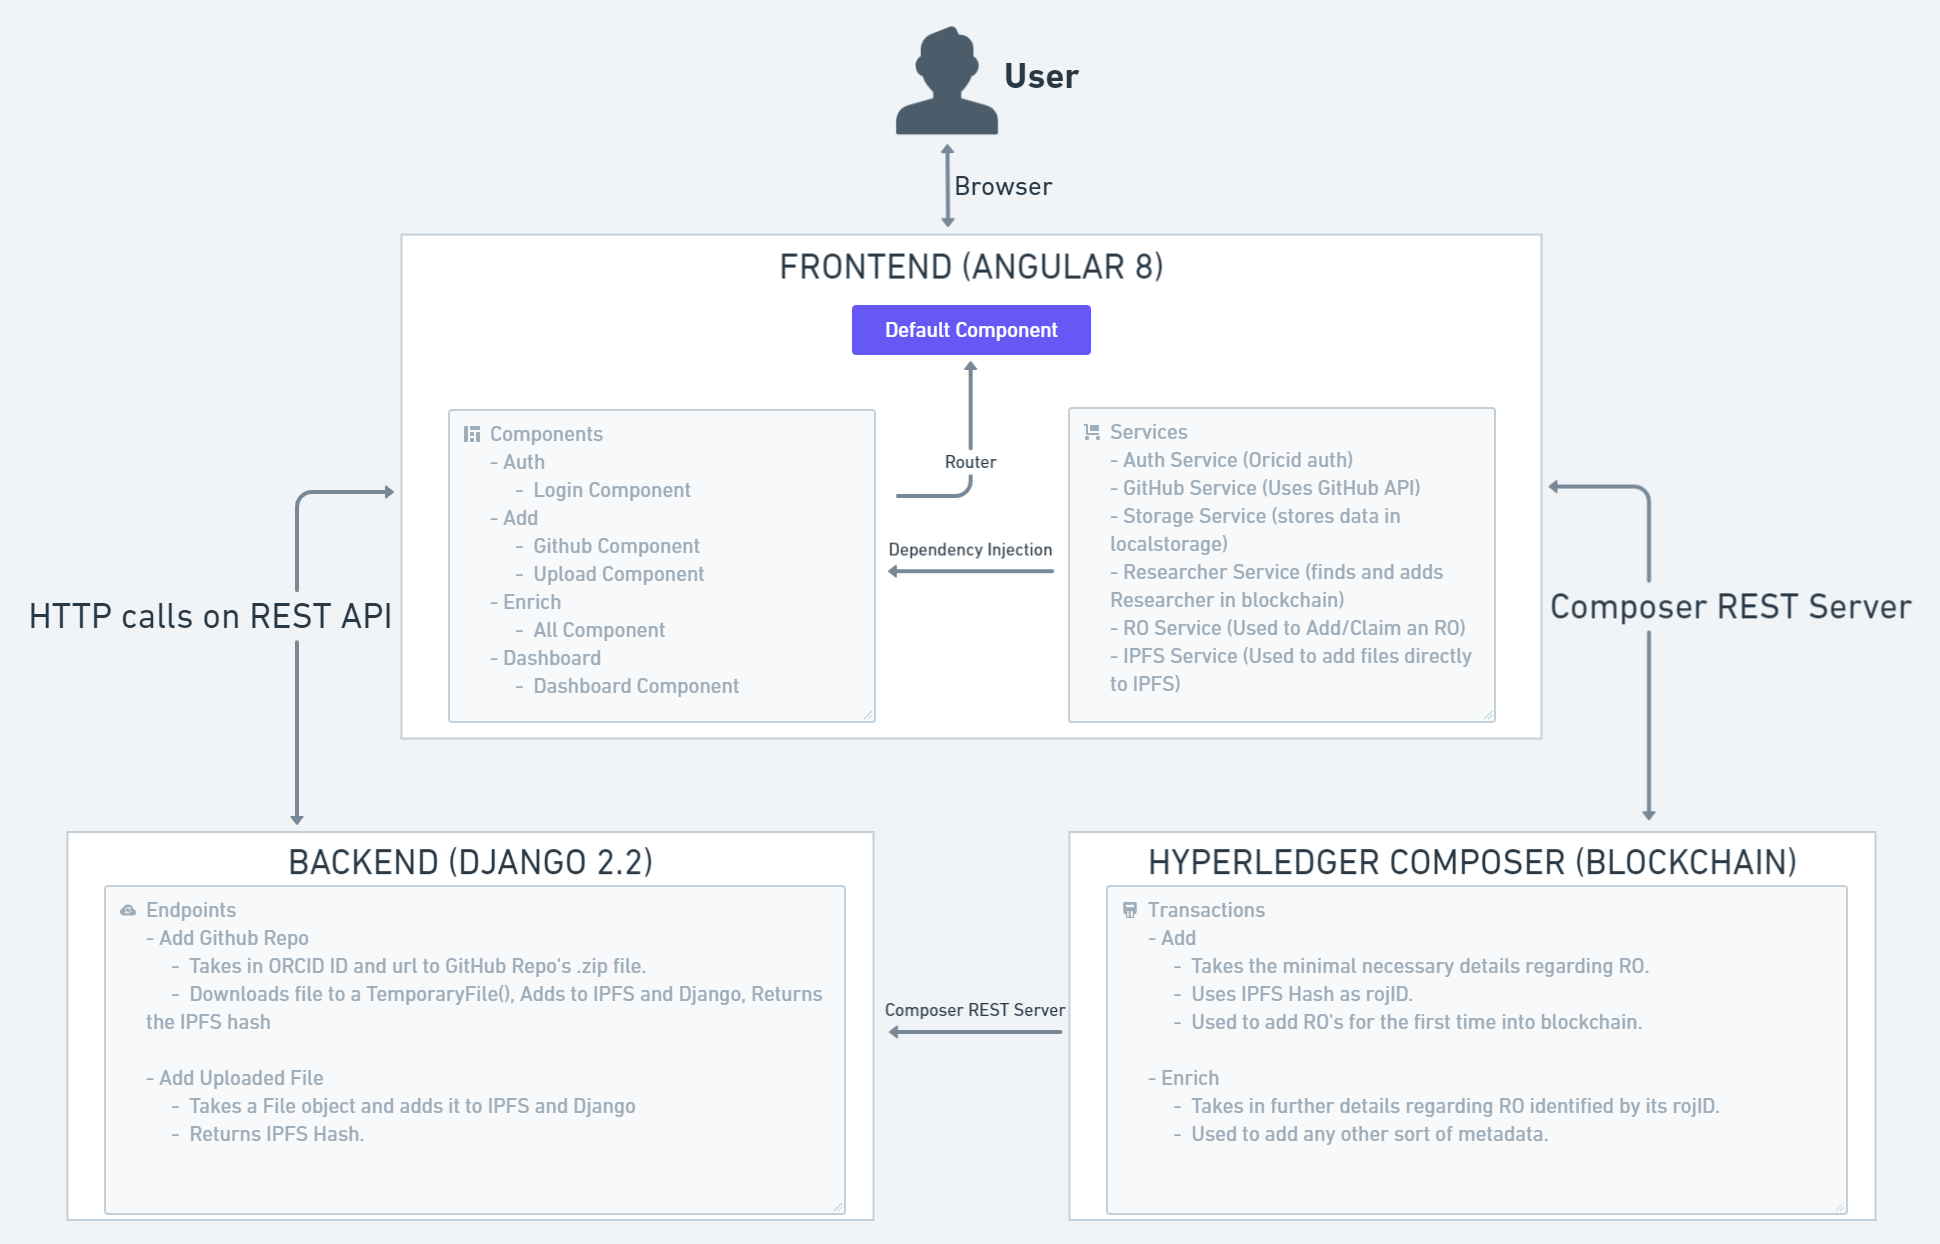 User
Browser
FRONTEND (ANGULAR 8)
Default Component
Components
- Auth
- Login Component
- Add
- Github Component
- Upload Component
- Enrich
- All Component
- Dashboard
- Dashboard Component
Router
Dependency Injection
Services
- Auth Service (Oricid auth)
- GitHub Service (Uses GitHub API)
- Storage Service (stores data in
localstorage)
- Researcher Service (finds and adds
Researcher in blockchain)
- RO Service (Used to Add/Claim an RO)
- IPFS Service (Used to add files directly
to IPFS)
HTTP calls on REST API
Composer REST Server
BACKEND (DJANGO 2.2)
Endpoints
- Add Github Repo
- Takes in ORCID ID and url to GitHub Repo's .zip file.
- Downloads file to a TemporaryFile(), Adds to IPFS and Django, Returns
the IPFS hash
- Add Uploaded File
- Takes a File object and adds it to IPFS and Django
- Returns IPFS Hash.
Composer REST Server
HYPERLEDGER COMPOSER (BLOCKCHAIN)
Transactions
- Add
- Takes the minimal necessary details regarding RO.
- Uses IPFS Hash as rojID.
- Used to add RO's for the first time into blockchain.
- Enrich
- Takes in further details regarding RO identified by its rojID.
- Used to add any other sort of metadata.